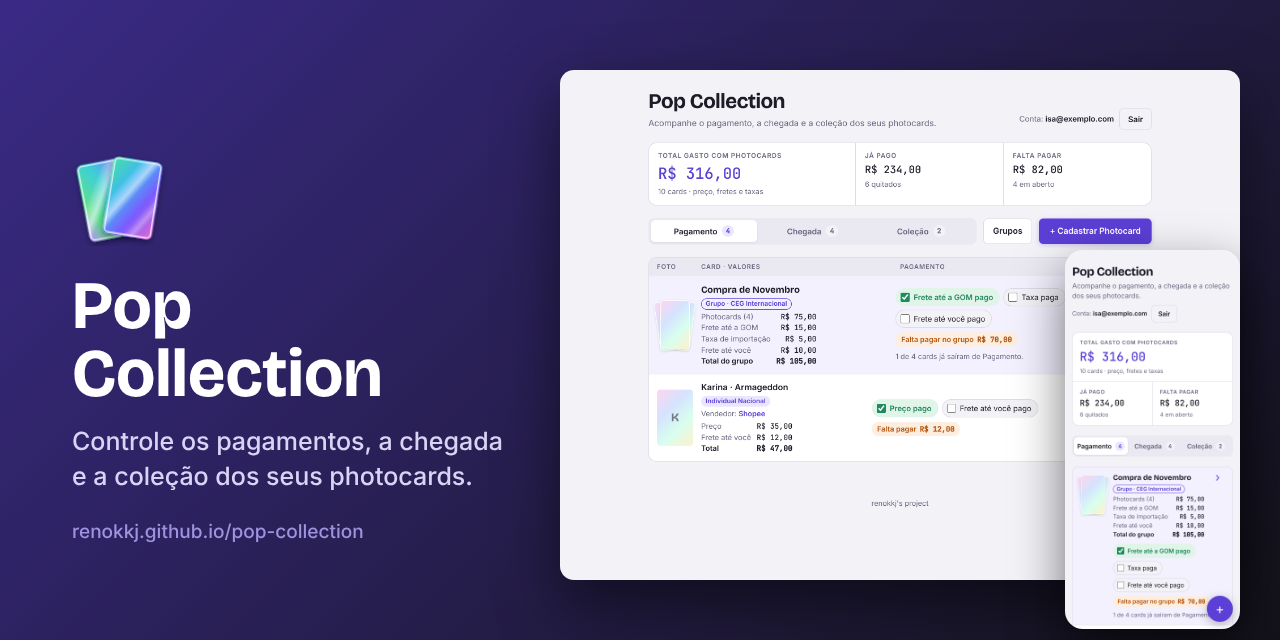 Pop
Collection
Controle os pagamentos, a chegada
e a coleção dos seus photocards.
renokkj.github.io/pop-collection
Pop Collection
Acompanhe o pagamento, a chegada e a coleção dos seus photocards.
Conta: isa@exemplo.com Sair
TOTAL GASTO COM PHOTOCARDS
R$ 316,00
10 cards · preço, fretes e taxas
JÁ PAGO
R$ 234,00
6 quitados
FALTA PAGAR
R$ 82,00
4 em aberto
Pagamento 4 Chegada 4 Coleção 2 Grupos + Cadastrar Photocard
FOTO CARD · VALORES PAGAMENTO
Compra de Novembro
Grupo · CEG Internacional
Photocards (4) R$ 75,00
Frete até a GOM R$ 15,00
Taxa de importação R$ 5,00
Frete até você R$ 10,00
Total do grupo R$ 105,00
Frete até a GOM pago Taxa paga
Frete até você pago
Falta pagar no grupo R$ 70,00
1 de 4 cards já saíram de Pagamento.
K
Karina · Armageddon
Individual Nacional
Vendedor: Shopee
Preço R$ 35,00
Frete até você R$ 12,00
Total R$ 47,00
Preço pago Frete até você pago
Falta pagar R$ 12,00
renokkj's project
Pop Collection
Acompanhe o pagamento, a chegada e a coleção
dos seus photocards.
Conta: isa@exemplo.com Sair
TOTAL GASTO COM PHOTOCARDS
R$ 316,00
10 cards · preço, fretes e taxas
JÁ PAGO
R$ 234,00
6 quitados
FALTA PAGAR
R$ 82,00
4 em aberto
Pagamento 4 Chegada 4 Coleção 2
Compra de Novembro
Grupo · CEG Internacional
Photocards (4) R$ 75,00
Frete até a GOM R$ 15,00
Taxa de importação R$ 5,00
Frete até você R$ 10,00
Total do grupo R$ 105,00
Frete até a GOM pago
Taxa paga
Frete até você pago
Falta pagar no grupo R$ 70,00
1 de 4 cards já saíram de Pagamen
+